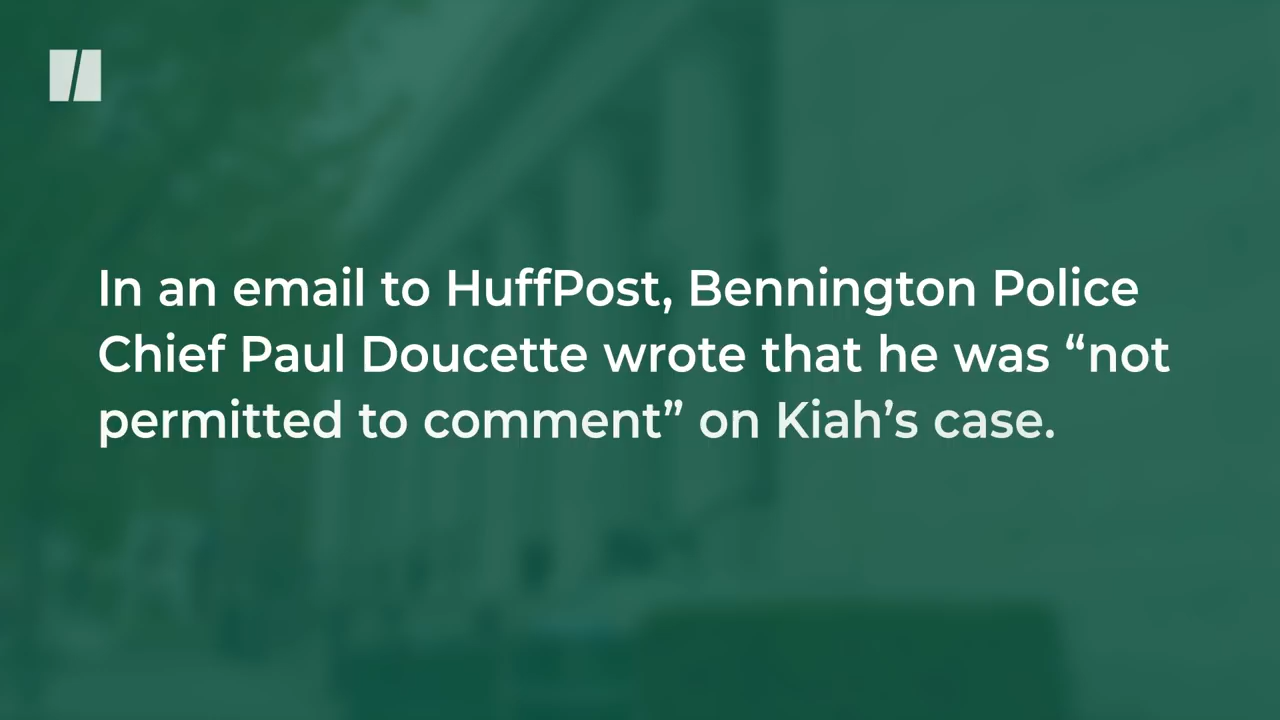 In an email to HuffPost, Bennington Police
Chief Paul Doucette wrote that he was “not
permitted to comment” on Kiah’s case.